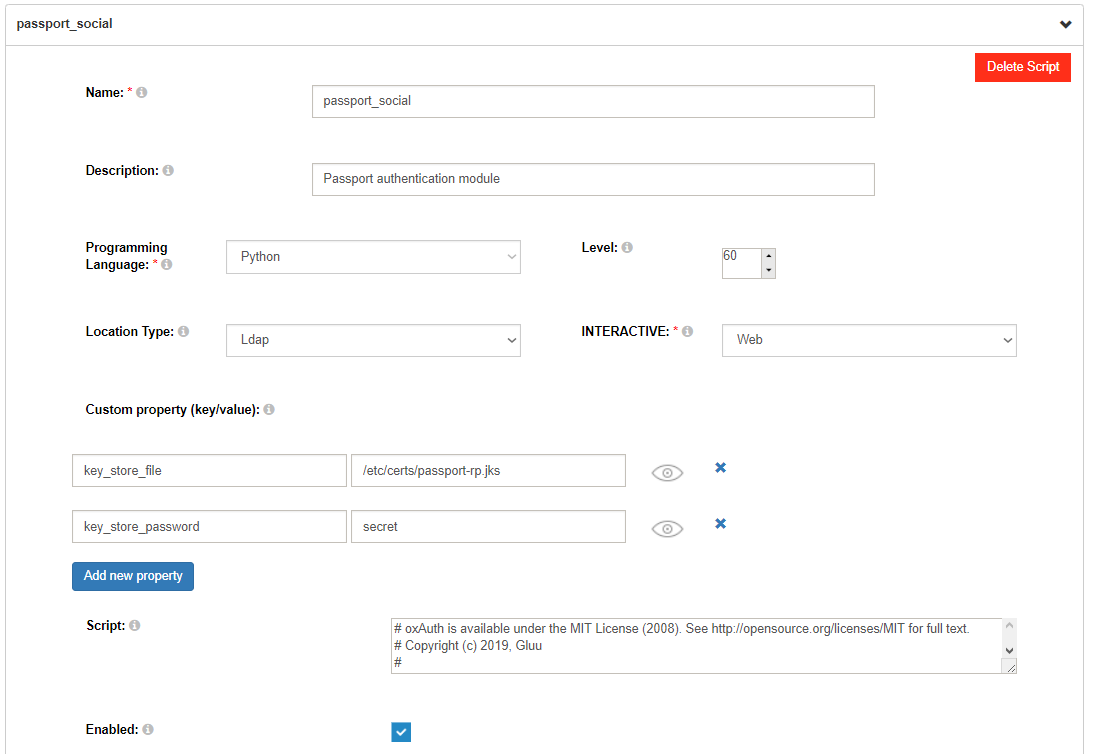 passport_social
Delete Script
Name: *
passport_social
Description:
Passport authentication module
Programming
Language: *
Python
Level:
60
Location Type:
Ldap
INTERACTIVE: *
Web
Custom property (key/value):
key_store_file
/etc/certs/passport-rp.jks
key_store_password
secret
Add new property
Script:
# oxAuth is available under the MIT License (2008). See http://opensource.org/licenses/MIT for full text.
# Copyright (c) 2019, Gluu
#
Enabled: